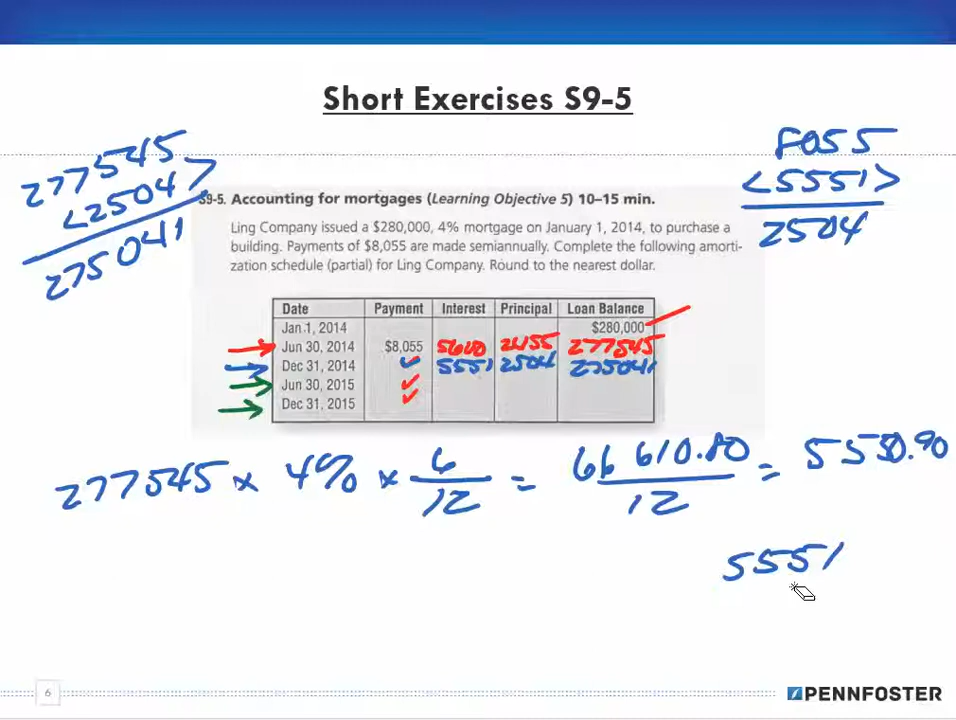 Short Exercises S9-5
277545
<2504>
275041
8055
<5551>
2504
S9-5. Accounting for mortgages (Learning Objective 5) 10–15 min.
Ling Company issued a $280,000, 4% mortgage on January 1, 2014, to purchase a
building. Payments of $8,055 are made semiannually. Complete the following amorti-
zation schedule (partial) for Ling Company. Round to the nearest dollar.
Date Payment Interest Principal Loan Balance
Jan 1, 2014 $280,000
Jun 30, 2014 $8,055 5600 2455 277545
Dec 31, 2014 ✓ 5551 2504 275041
Jun 30, 2015 ✓
Dec 31, 2015 ✓
277545 × 4% × 6/12 = 66 610.80/12 = 5550.90
5551
6
PENNFOSTER